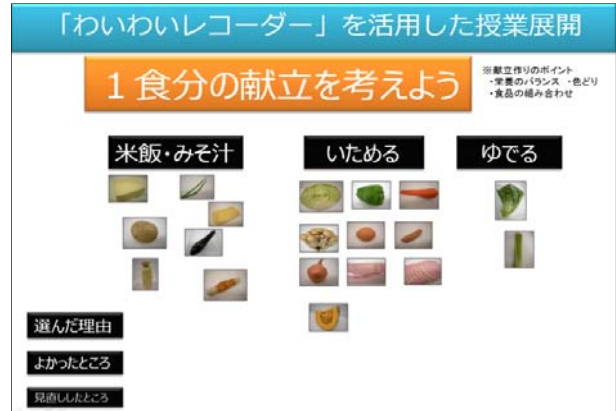 「わいわいレコーダー」を活用した授業展開
1食分の献立を考えよう
※献立作りのポイント
・栄養のバランス ・色どり
・食品の組み合わせ
米飯・みそ汁
いためる
ゆでる
選んだ理由
よかったところ
見直ししたところ